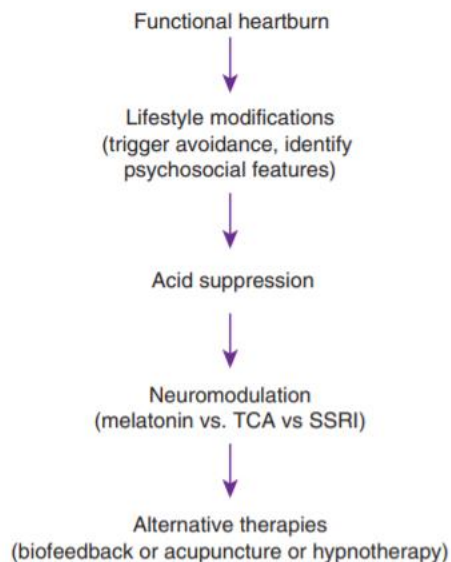 Functional heartburn
Lifestyle modifications
(trigger avoidance, identify
psychosocial features)
Acid suppression
Neuromodulation
(melatonin vs. TCA vs SSRI)
Alternative therapies
(biofeedback or acupuncture or hypnotherapy)